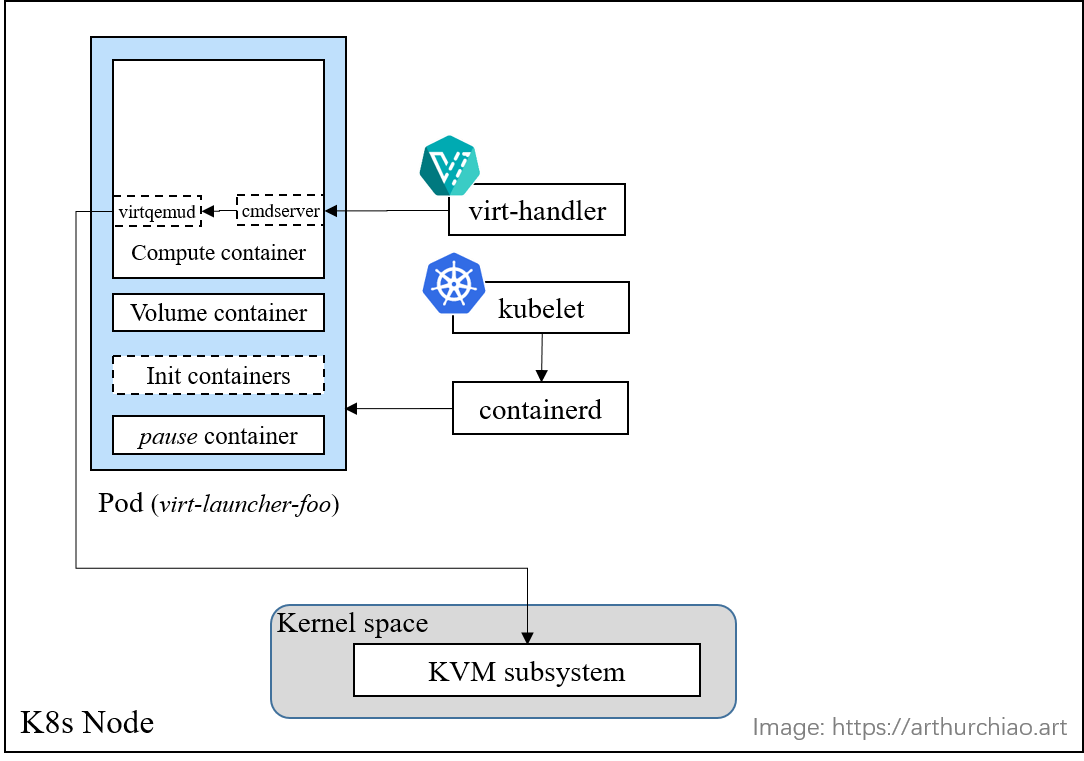 virtqemud
cmdserver
virt-handler
Compute container
kubelet
Volume container
Init containers
containerd
pause container
Pod (virt-launcher-foo)
Kernel space
KVM subsystem
K8s Node
Image: https://arthurchiao.art